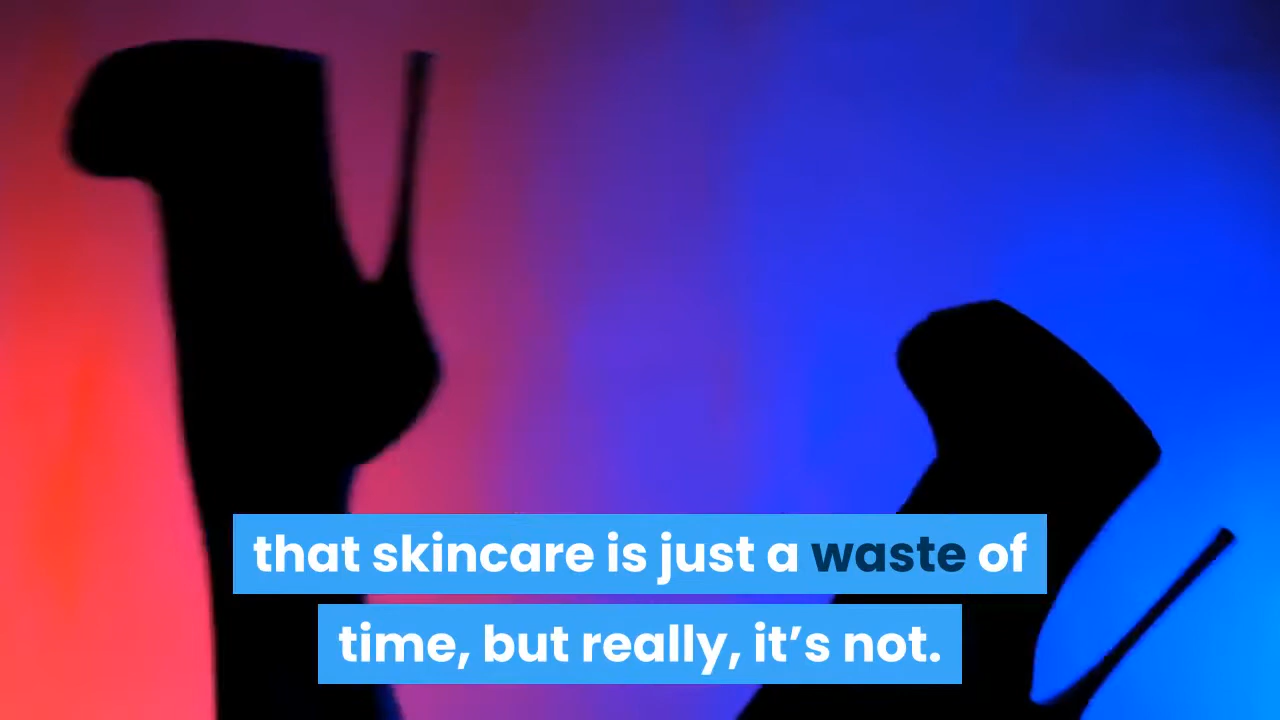 that skincare is just a waste of
time, but really, it’s not.